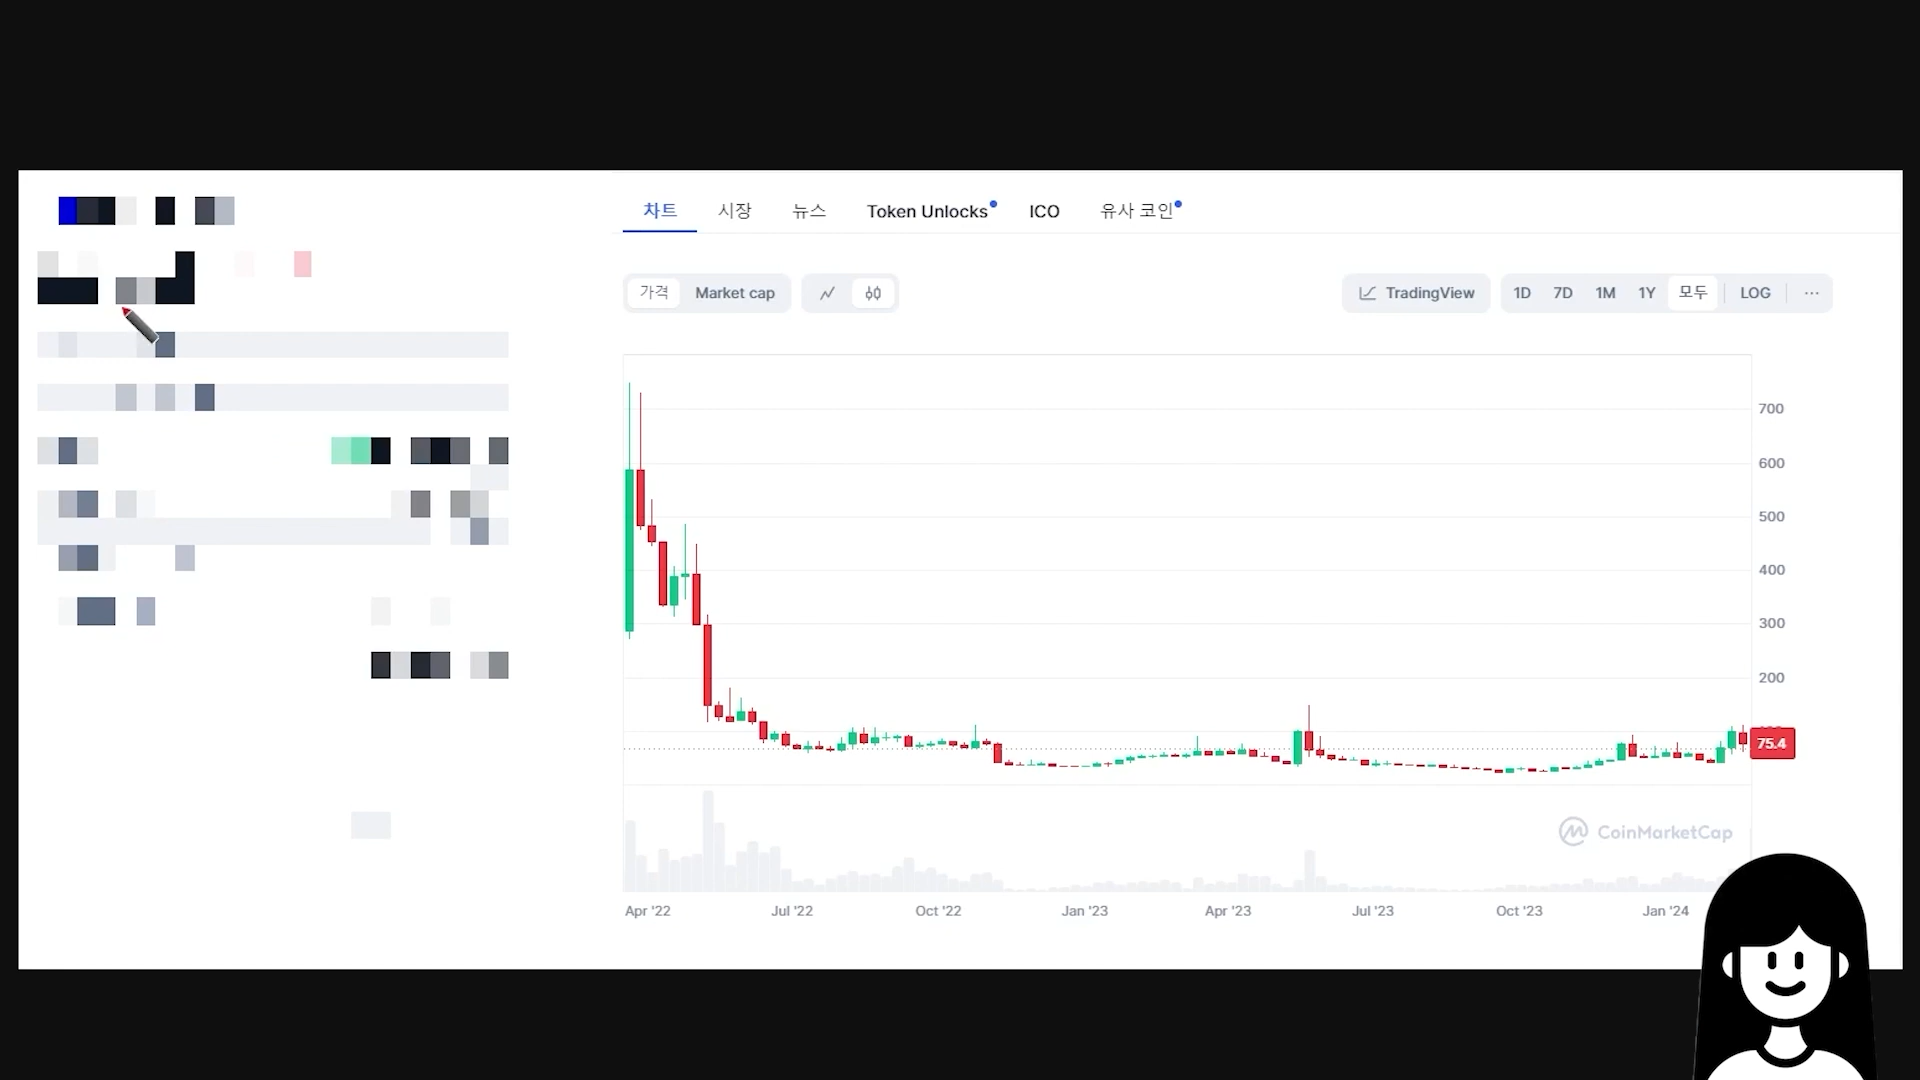 차트 시장 뉴스 Token Unlocks ICO 유사 코인
가격 Market cap TradingView 1D 7D 1M 1Y 모두 LOG ...
700
600
500
400
300
200
75.4
CoinMarketCap
Apr '22 Jul '22 Oct '22 Jan '23 Apr '23 Jul '23 Oct '23 Jan '24